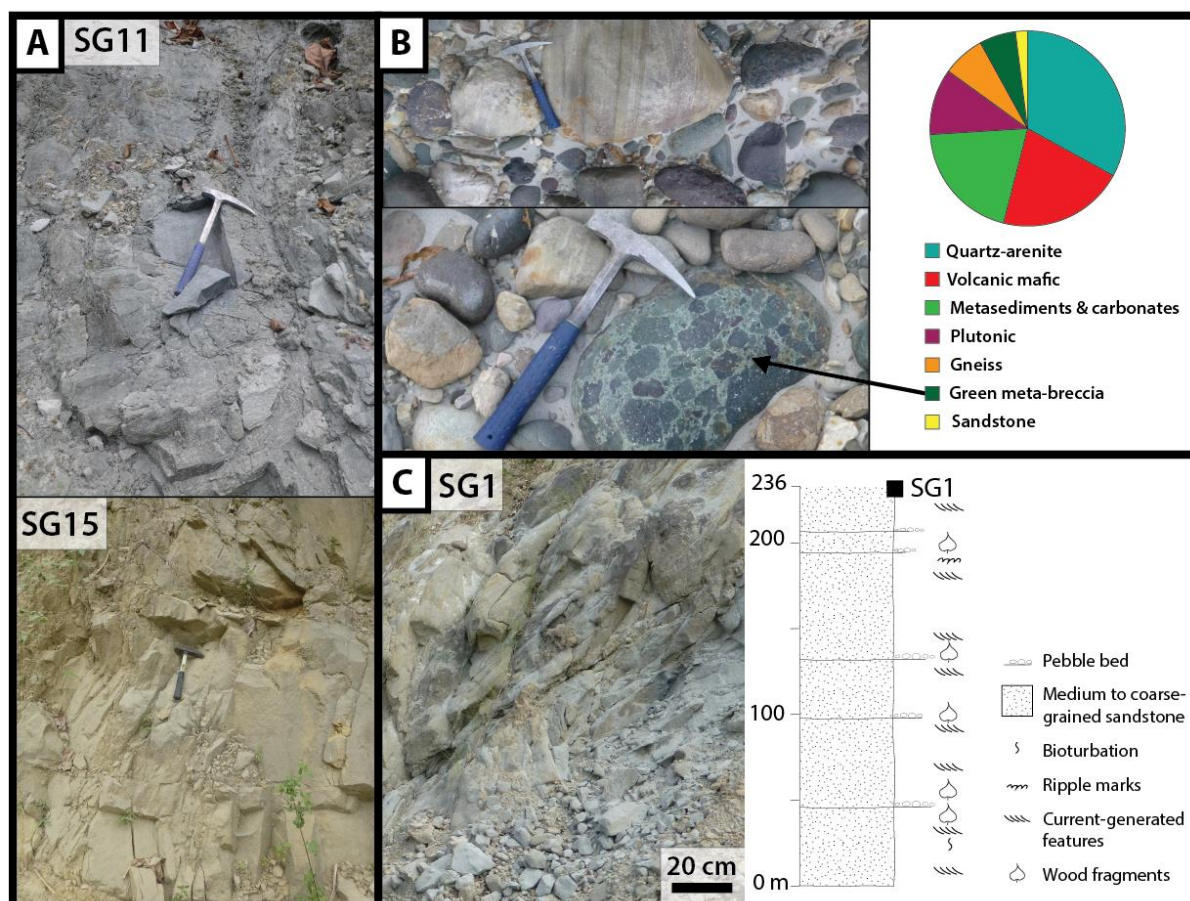 A SG11
SG15
B
Quartz-arenite
Volcanic mafic
Metasediments & carbonates
Plutonic
Gneiss
Green meta-breccia
Sandstone
C SG1
20 cm
236
SG1
200
100
0 m
Pebble bed
Medium to coarse-
grained sandstone
Bioturbation
Ripple marks
Current-generated
features
Wood fragments